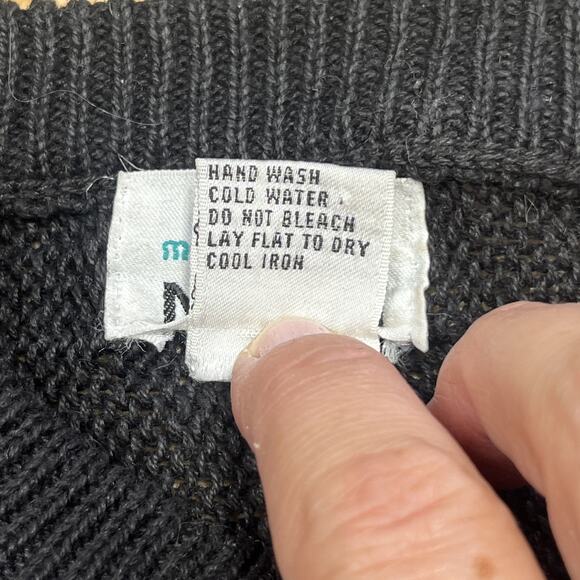 HAND WASH
COLD WATER
DO NOT BLEACH
LAY FLAT TO DRY
COOL IRON
m
N